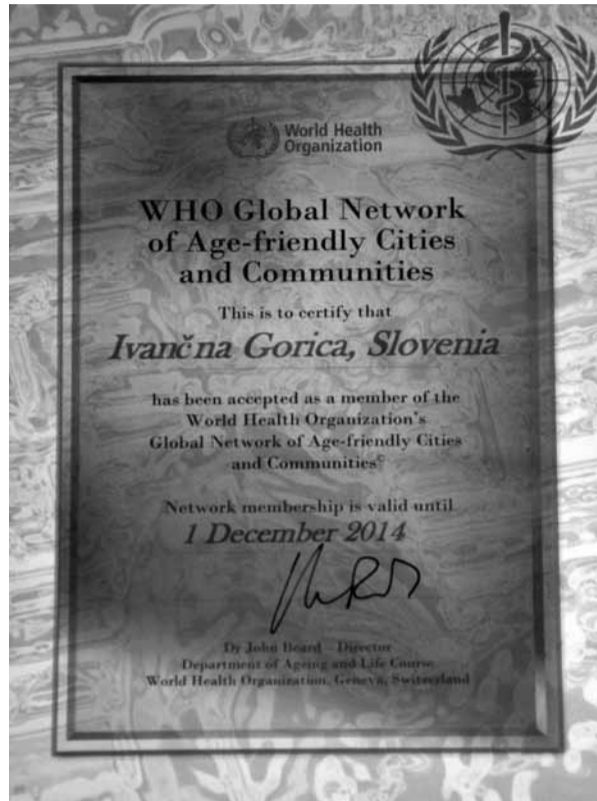 World Health
Organization
WHO Global Network
of Age-friendly Cities
and Communities
This is to certify that
Ivančna Gorica, Slovenia
has been accepted as a member of the
World Health Organization's
Global Network of Age-friendly Cities
and Communities©
Network membership is valid until
1 December 2014
Dr John Beard – Director
Department of Ageing and Life Course
World Health Organization, Geneva, Switzerland